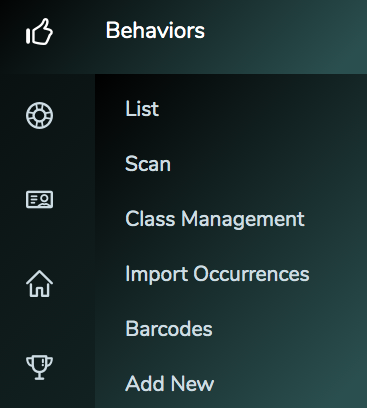 Behaviors
List
Scan
Class Management
Import Occurrences
Barcodes
Add New